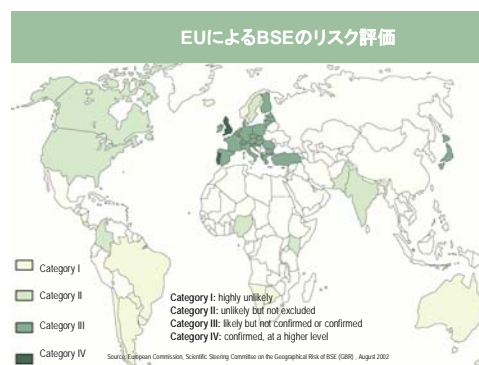 EUによるBSEのリスク評価
Category I
Category II
Category III
Category IV
Category I: highly unlikely
Category II: unlikely but not excluded
Category III: likely but not confirmed or confirmed
Category IV: confirmed, at a higher level
Source: European Commission, Scientific Steering Committee on the Geographical Risk of BSE (GBR) , August 2002